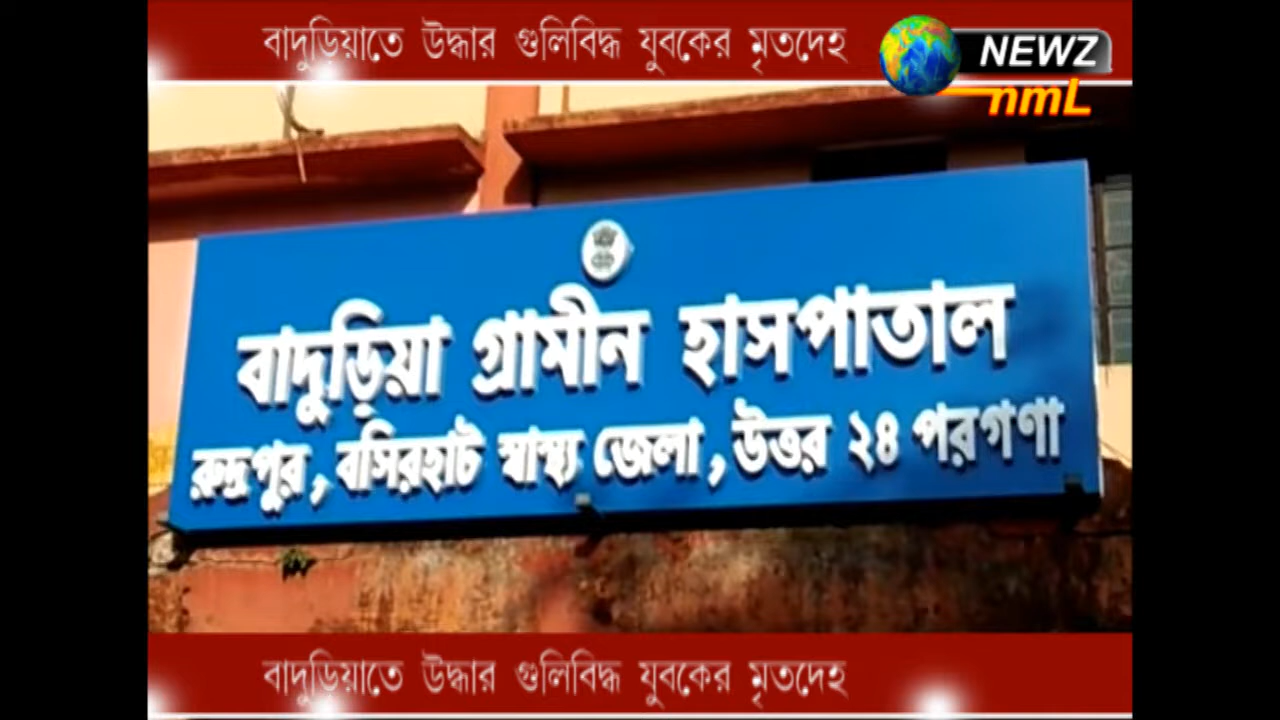 বাদুড়িয়াতে উদ্ধার গুলিবিদ্ধ যুবকের মৃতদেহ
NEWZ
nmL
বাদুড়িয়া গ্রামীন হাসপাতাল
রুদ্রপুর, বসিরহাট স্বাস্থ্য জেলা, উত্তর ২৪ পরগণা
বাদুড়িয়াতে উদ্ধার গুলিবিদ্ধ যুবকের মৃতদেহ